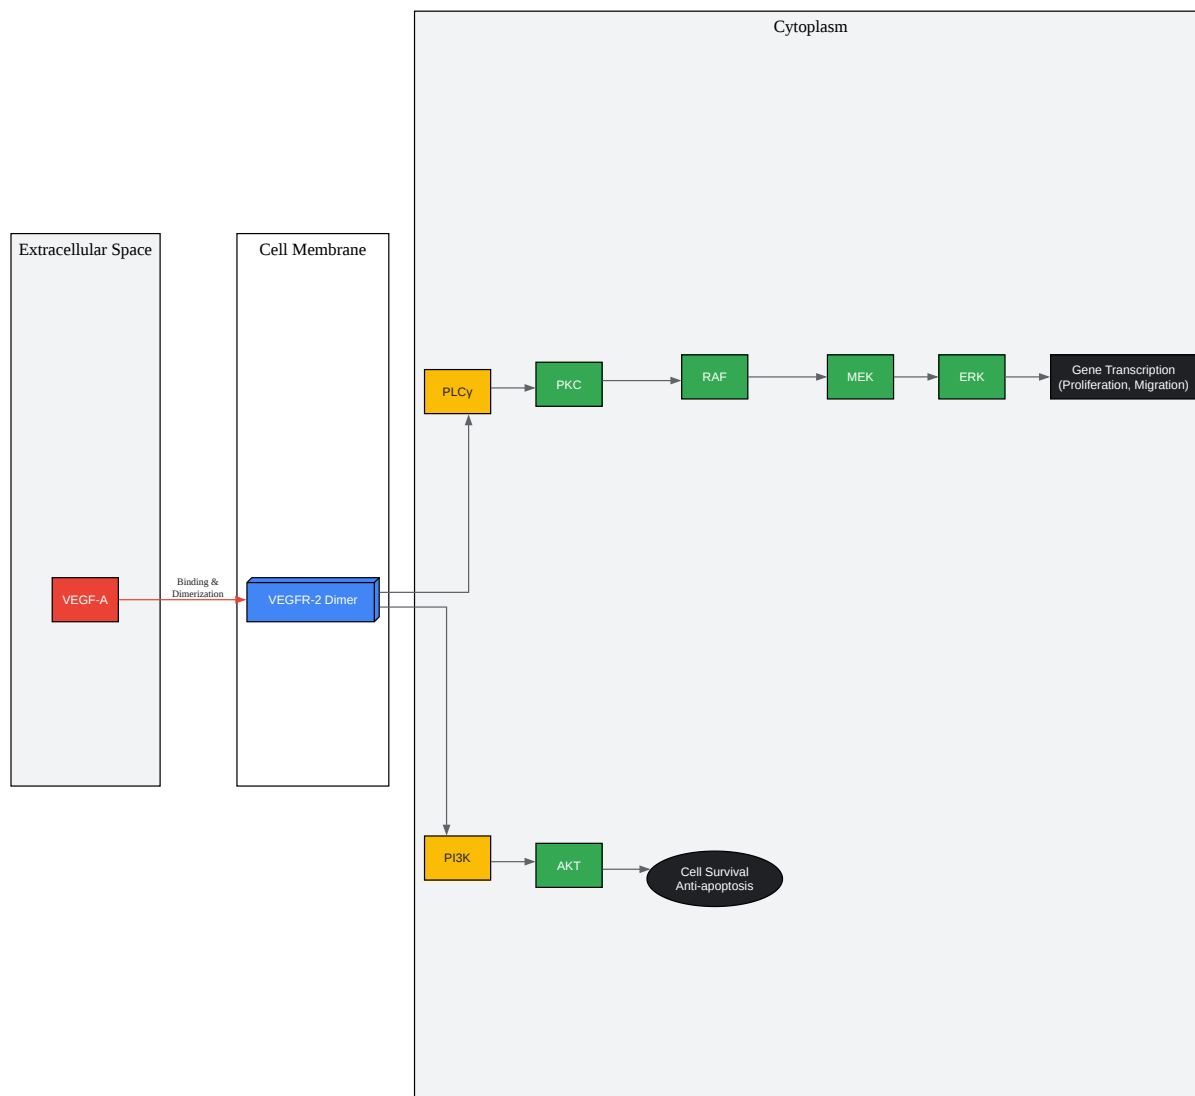 Cytoplasm
Extracellular Space
Cell Membrane
PLCγ
PKC
RAF
MEK
ERK
Gene Transcription
(Proliferation, Migration)
VEGF-A
Binding &
Dimerization
VEGFR-2 Dimer
PI3K
AKT
Cell Survival
Anti-apoptosis